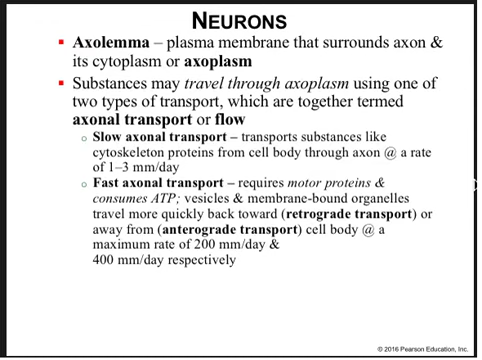 NEURONS
▪ Axolemma – plasma membrane that surrounds axon &
its cytoplasm or axoplasm
▪ Substances may travel through axoplasm using one of
two types of transport, which are together termed
axonal transport or flow
o Slow axonal transport – transports substances like
cytoskeleton proteins from cell body through axon @ a rate
of 1–3 mm/day
o Fast axonal transport – requires motor proteins &
consumes ATP; vesicles & membrane-bound organelles
travel more quickly back toward (retrograde transport) or
away from (anterograde transport) cell body @ a
maximum rate of 200 mm/day &
400 mm/day respectively
© 2016 Pearson Education, Inc.